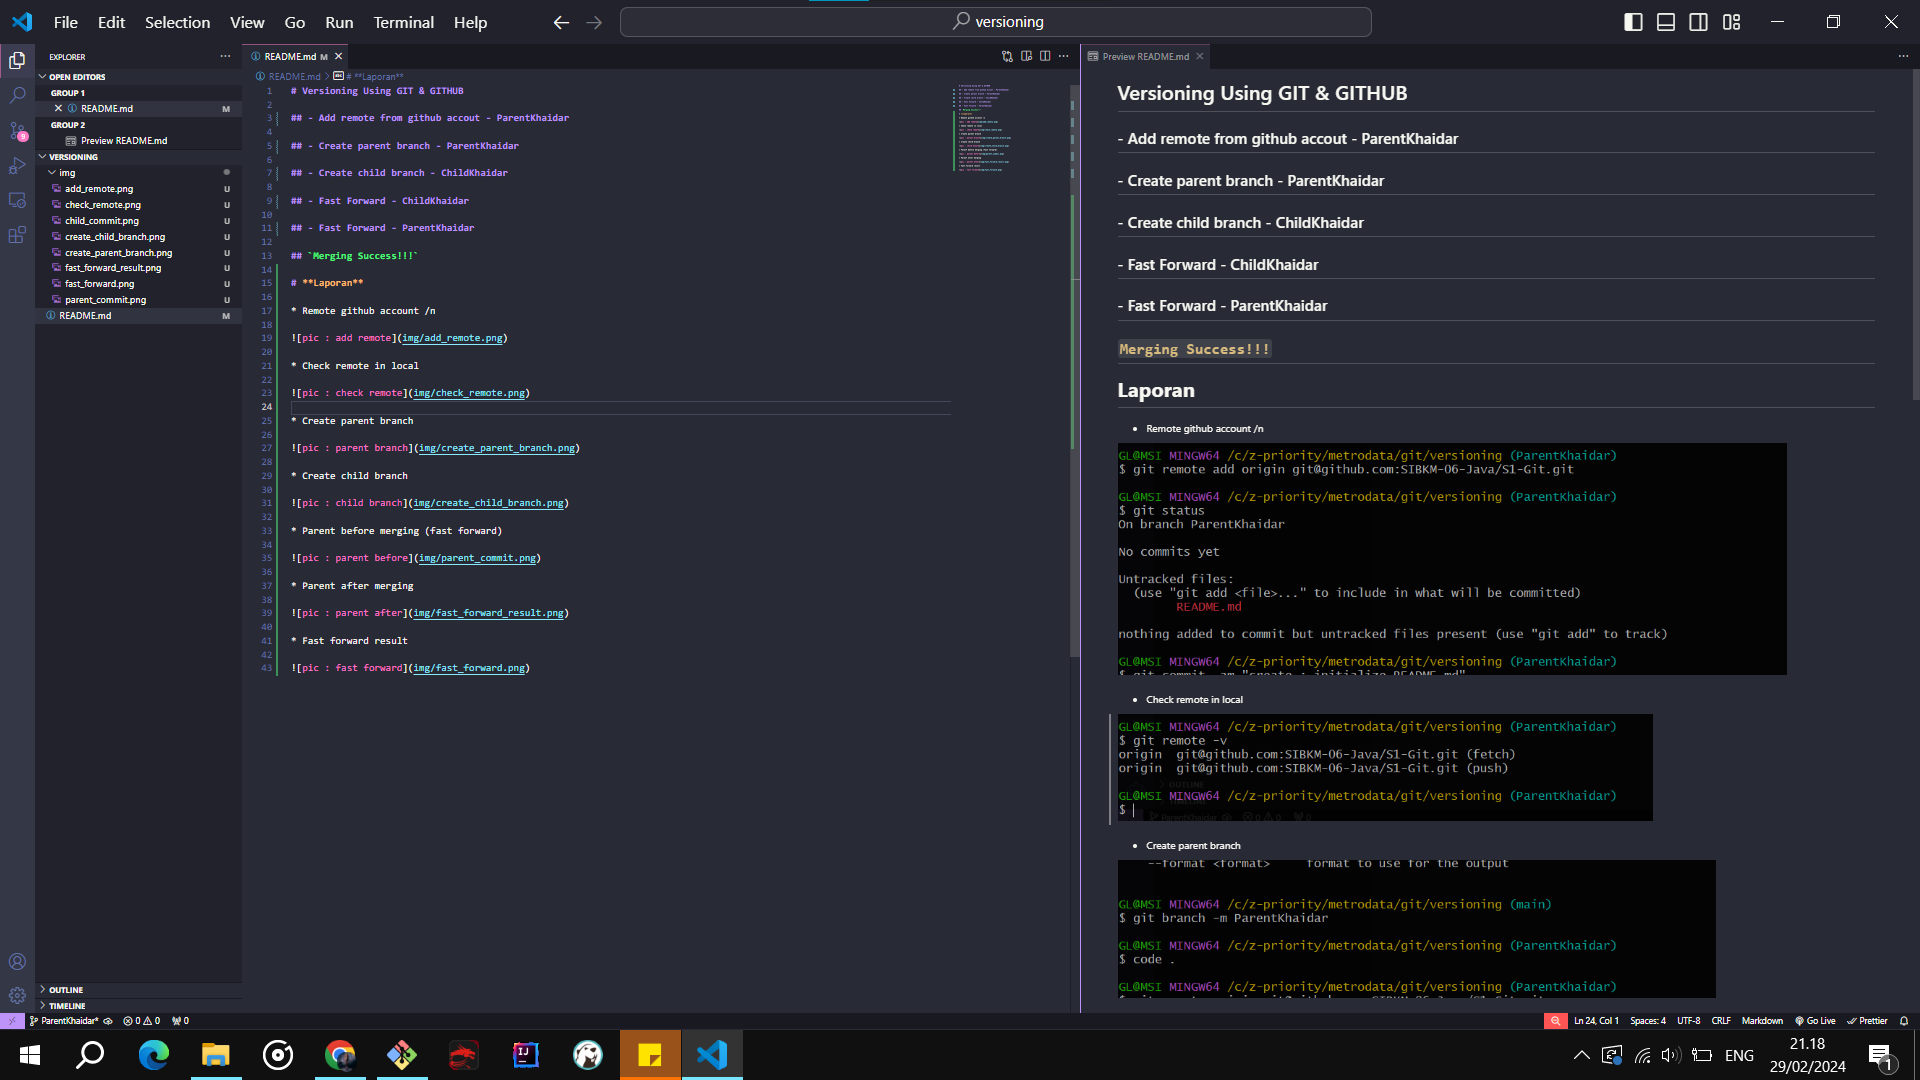 File Edit Selection View Go Run Terminal Help
versioning
EXPLORER
OPEN EDITORS
GROUP 1
README.md M
GROUP 2
Preview README.md
VERSIONING
img
add_remote.png U
check_remote.png U
child_commit.png U
create_child_branch.png U
create_parent_branch.png U
fast_forward_result.png U
fast_forward.png U
parent_commit.png U
README.md M
OUTLINE
TIMELINE
9
README.md M
README.md > # **Laporan**
1 # Versioning Using GIT & GITHUB
2
3 ## - Add remote from github accout - ParentKhaidar
4
5 ## - Create parent branch - ParentKhaidar
6
7 ## - Create child branch - ChildKhaidar
8
9 ## - Fast Forward - ChildKhaidar
10
11 ## - Fast Forward - ParentKhaidar
12
13 ## `Merging Success!!!`
14
15 # **Laporan**
16
17 * Remote github account /n
18
19 ![pic : add remote](img/add_remote.png)
20
21 * Check remote in local
22
23 ![pic : check remote](img/check_remote.png)
24
25 * Create parent branch
26
27 ![pic : parent branch](img/create_parent_branch.png)
28
29 * Create child branch
30
31 ![pic : child branch](img/create_child_branch.png)
32
33 * Parent before merging (fast forward)
34
35 ![pic : parent before](img/parent_commit.png)
36
37 * Parent after merging
38
39 ![pic : parent after](img/fast_forward_result.png)
40
41 * Fast forward result
42
43 ![pic : fast forward](img/fast_forward.png)
Preview README.md
Versioning Using GIT & GITHUB
- Add remote from github accout - ParentKhaidar
- Create parent branch - ParentKhaidar
- Create child branch - ChildKhaidar
- Fast Forward - ChildKhaidar
- Fast Forward - ParentKhaidar
Merging Success!!!
Laporan
• Remote github account /n
GL@MSI MINGW64 /c/z-priority/metrodata/git/versioning (ParentKhaidar)
$ git remote add origin git@github.com:SIBKM-06-Java/S1-Git.git
GL@MSI MINGW64 /c/z-priority/metrodata/git/versioning (ParentKhaidar)
$ git status
On branch ParentKhaidar
No commits yet
Untracked files:
(use "git add <file>..." to include in what will be committed)
README.md
nothing added to commit but untracked files present (use "git add" to track)
GL@MSI MINGW64 /c/z-priority/metrodata/git/versioning (ParentKhaidar)
$ git commit -am "create : initialize README.md"
• Check remote in local
GL@MSI MINGW64 /c/z-priority/metrodata/git/versioning (ParentKhaidar)
$ git remote -v
origin git@github.com:SIBKM-06-Java/S1-Git.git (fetch)
origin git@github.com:SIBKM-06-Java/S1-Git.git (push)
GL@MSI MINGW64 /c/z-priority/metrodata/git/versioning (ParentKhaidar)
$
• Create parent branch
--format <format> format to use for the output
GL@MSI MINGW64 /c/z-priority/metrodata/git/versioning (main)
$ git branch -m ParentKhaidar
GL@MSI MINGW64 /c/z-priority/metrodata/git/versioning (ParentKhaidar)
$ code .
GL@MSI MINGW64 /c/z-priority/metrodata/git/versioning (ParentKhaidar)
ParentKhaidar* 0 0 0
Ln 24, Col 1 Spaces: 4 UTF-8 CRLF Markdown Go Live Prettier
ENG
21.18
29/02/2024
1